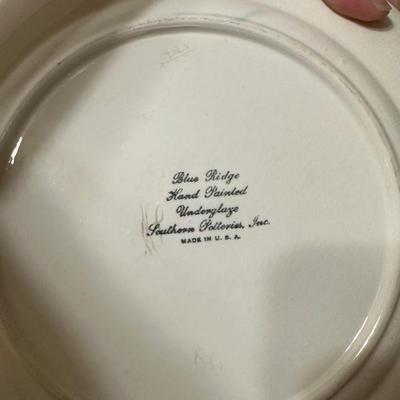 Blue Ridge
Hand Painted
Underglaze
Southern Potteries, Inc.
MADE IN U. S. A.